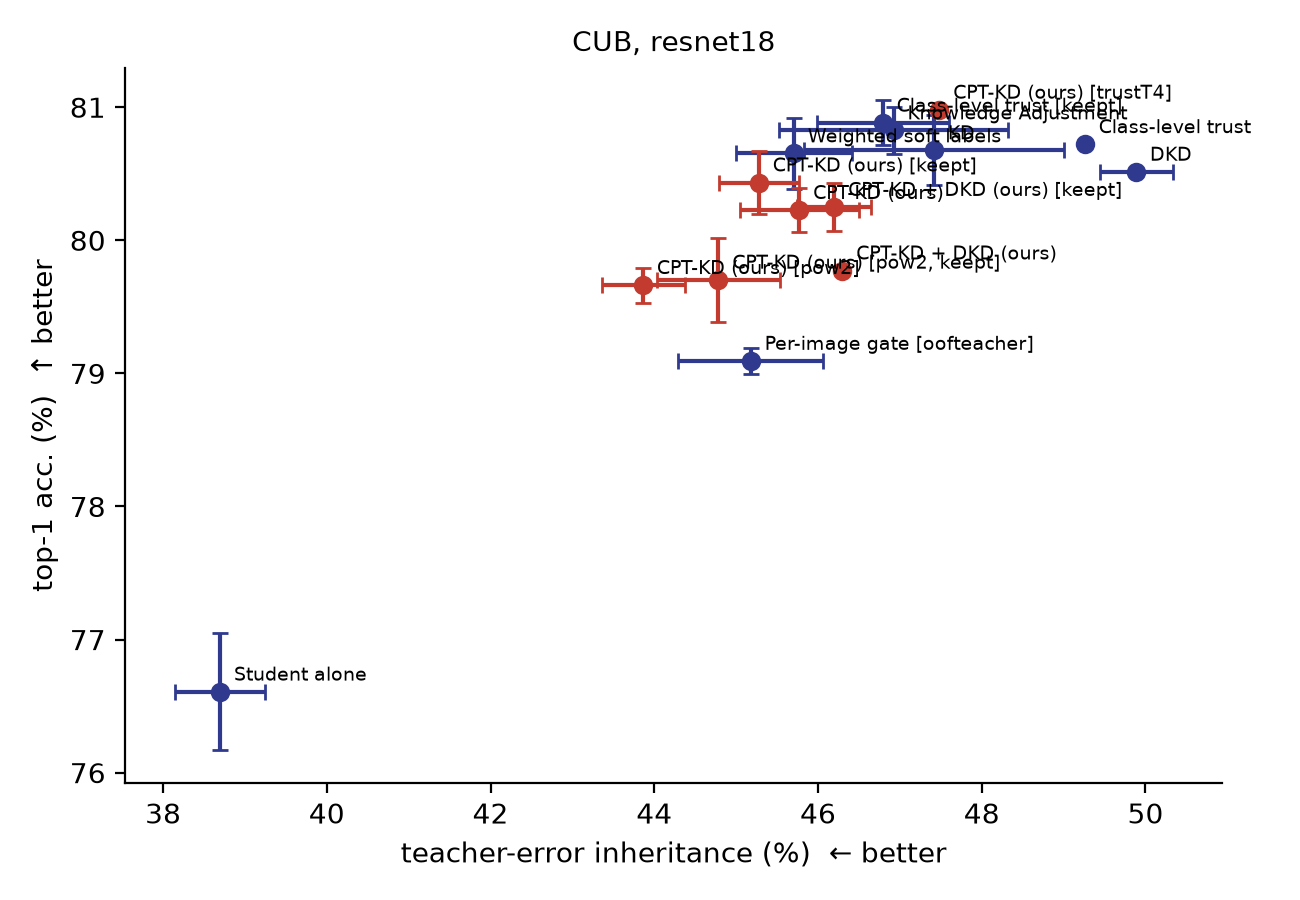 CUB, resnet18
81
80
79
78
77
76
top-1 acc. (%) ↑ better
CPT-KD (ours) [trustT4]
Class-level trust [keept]
Knowledge Adjustment
Class-level trust
KD
Weighted soft labels
DKD
CPT-KD (ours) [keept]
CPT-KD + DKD (ours) [keept]
CPT-KD (ours)
CPT-KD + DKD (ours)
CPT-KD (ours) [pow2, keept]
CPT-KD (ours) [pow2]
Per-image gate [oofteacher]
Student alone
38 40 42 44 46 48 50
teacher-error inheritance (%) ← better